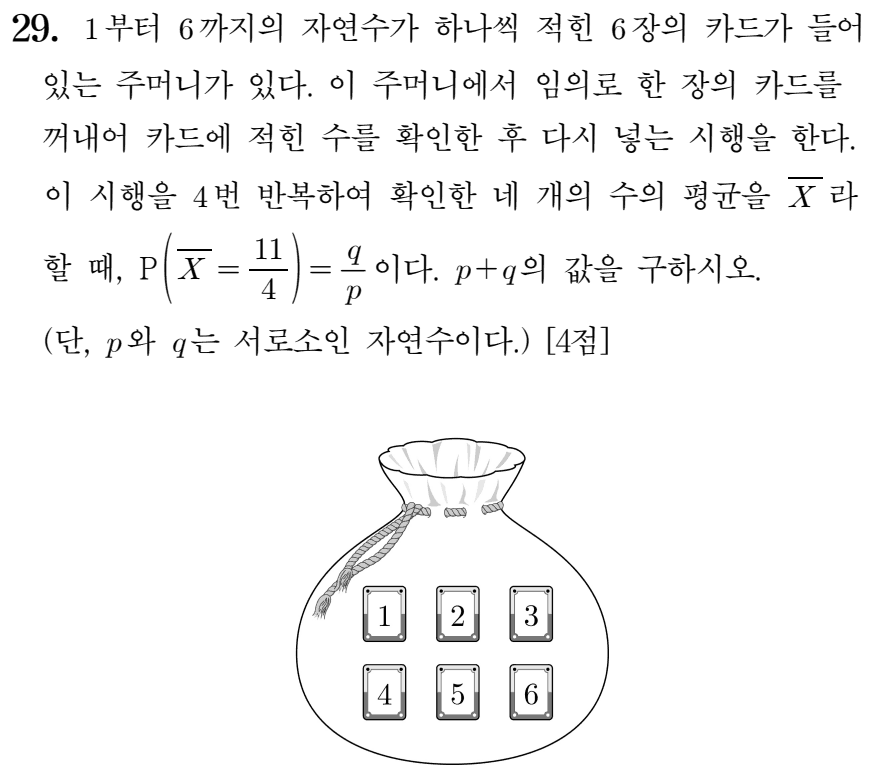 29. 1부터 6까지의 자연수가 하나씩 적힌 6장의 카드가 들어
있는 주머니가 있다. 이 주머니에서 임의로 한 장의 카드를
꺼내어 카드에 적힌 수를 확인한 후 다시 넣는 시행을 한다.
이 시행을 4번 반복하여 확인한 네 개의 수의 평균을 X̅ 라
할 때, P(X̅ = 11/4) = q/p 이다. p+q의 값을 구하시오.
(단, p와 q는 서로소인 자연수이다.) [4점]
1 2 3
4 5 6